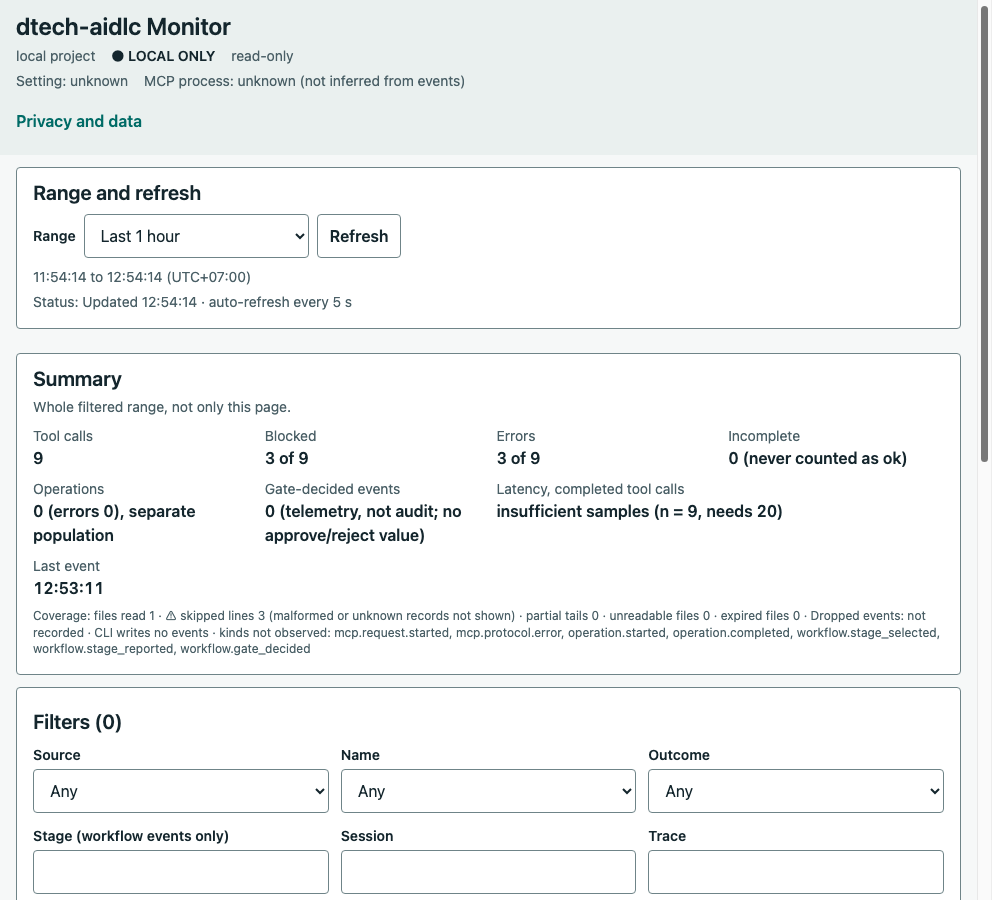 dtech-aidlc Monitor
local project ● LOCAL ONLY read-only
Setting: unknown MCP process: unknown (not inferred from events)
Privacy and data
Range and refresh
Range Last 1 hour Refresh
11:54:14 to 12:54:14 (UTC+07:00)
Status: Updated 12:54:14 · auto-refresh every 5 s
Summary
Whole filtered range, not only this page.
Tool calls Blocked Errors Incomplete
9 3 of 9 3 of 9 0 (never counted as ok)
Operations Gate-decided events Latency, completed tool calls
0 (errors 0), separate 0 (telemetry, not audit; no insufficient samples (n = 9, needs 20)
population approve/reject value)
Last event
12:53:11
Coverage: files read 1 · ⚠ skipped lines 3 (malformed or unknown records not shown) · partial tails 0 · unreadable files 0 · expired files 0 · Dropped events: not
recorded · CLI writes no events · kinds not observed: mcp.request.started, mcp.protocol.error, operation.started, operation.completed, workflow.stage_selected,
workflow.stage_reported, workflow.gate_decided
Filters (0)
Source Name Outcome
Any Any Any
Stage (workflow events only) Session Trace